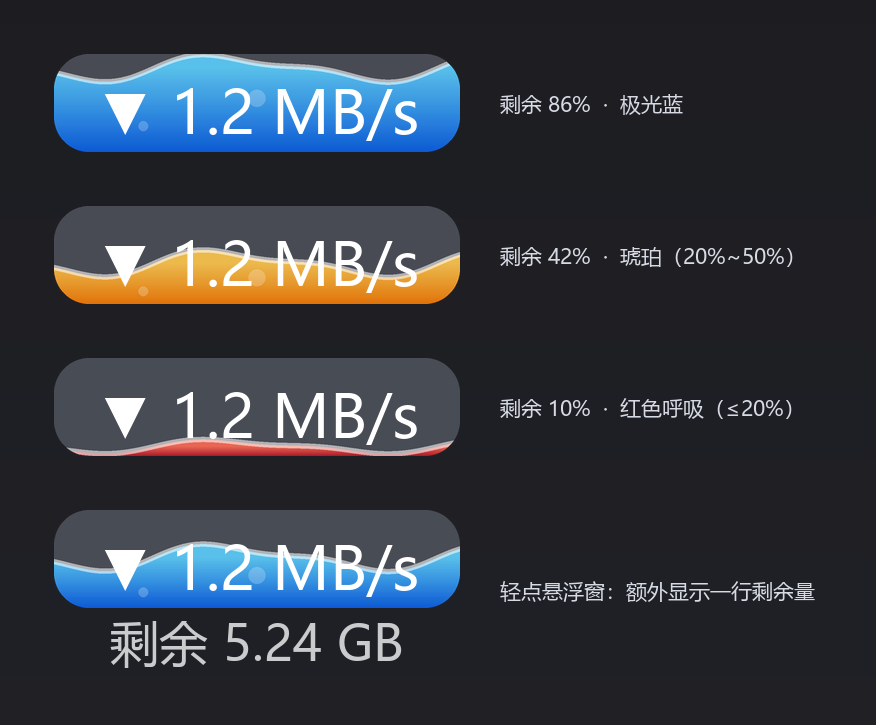 ▼ 1.2 MB/s
剩余 86% · 极光蓝
▼ 1.2 MB/s
剩余 42% · 琥珀（20%~50%）
▼ 1.2 MB/s
剩余 10% · 红色呼吸（≤20%）
▼ 1.2 MB/s
轻点悬浮窗：额外显示一行剩余量
剩余 5.24 GB